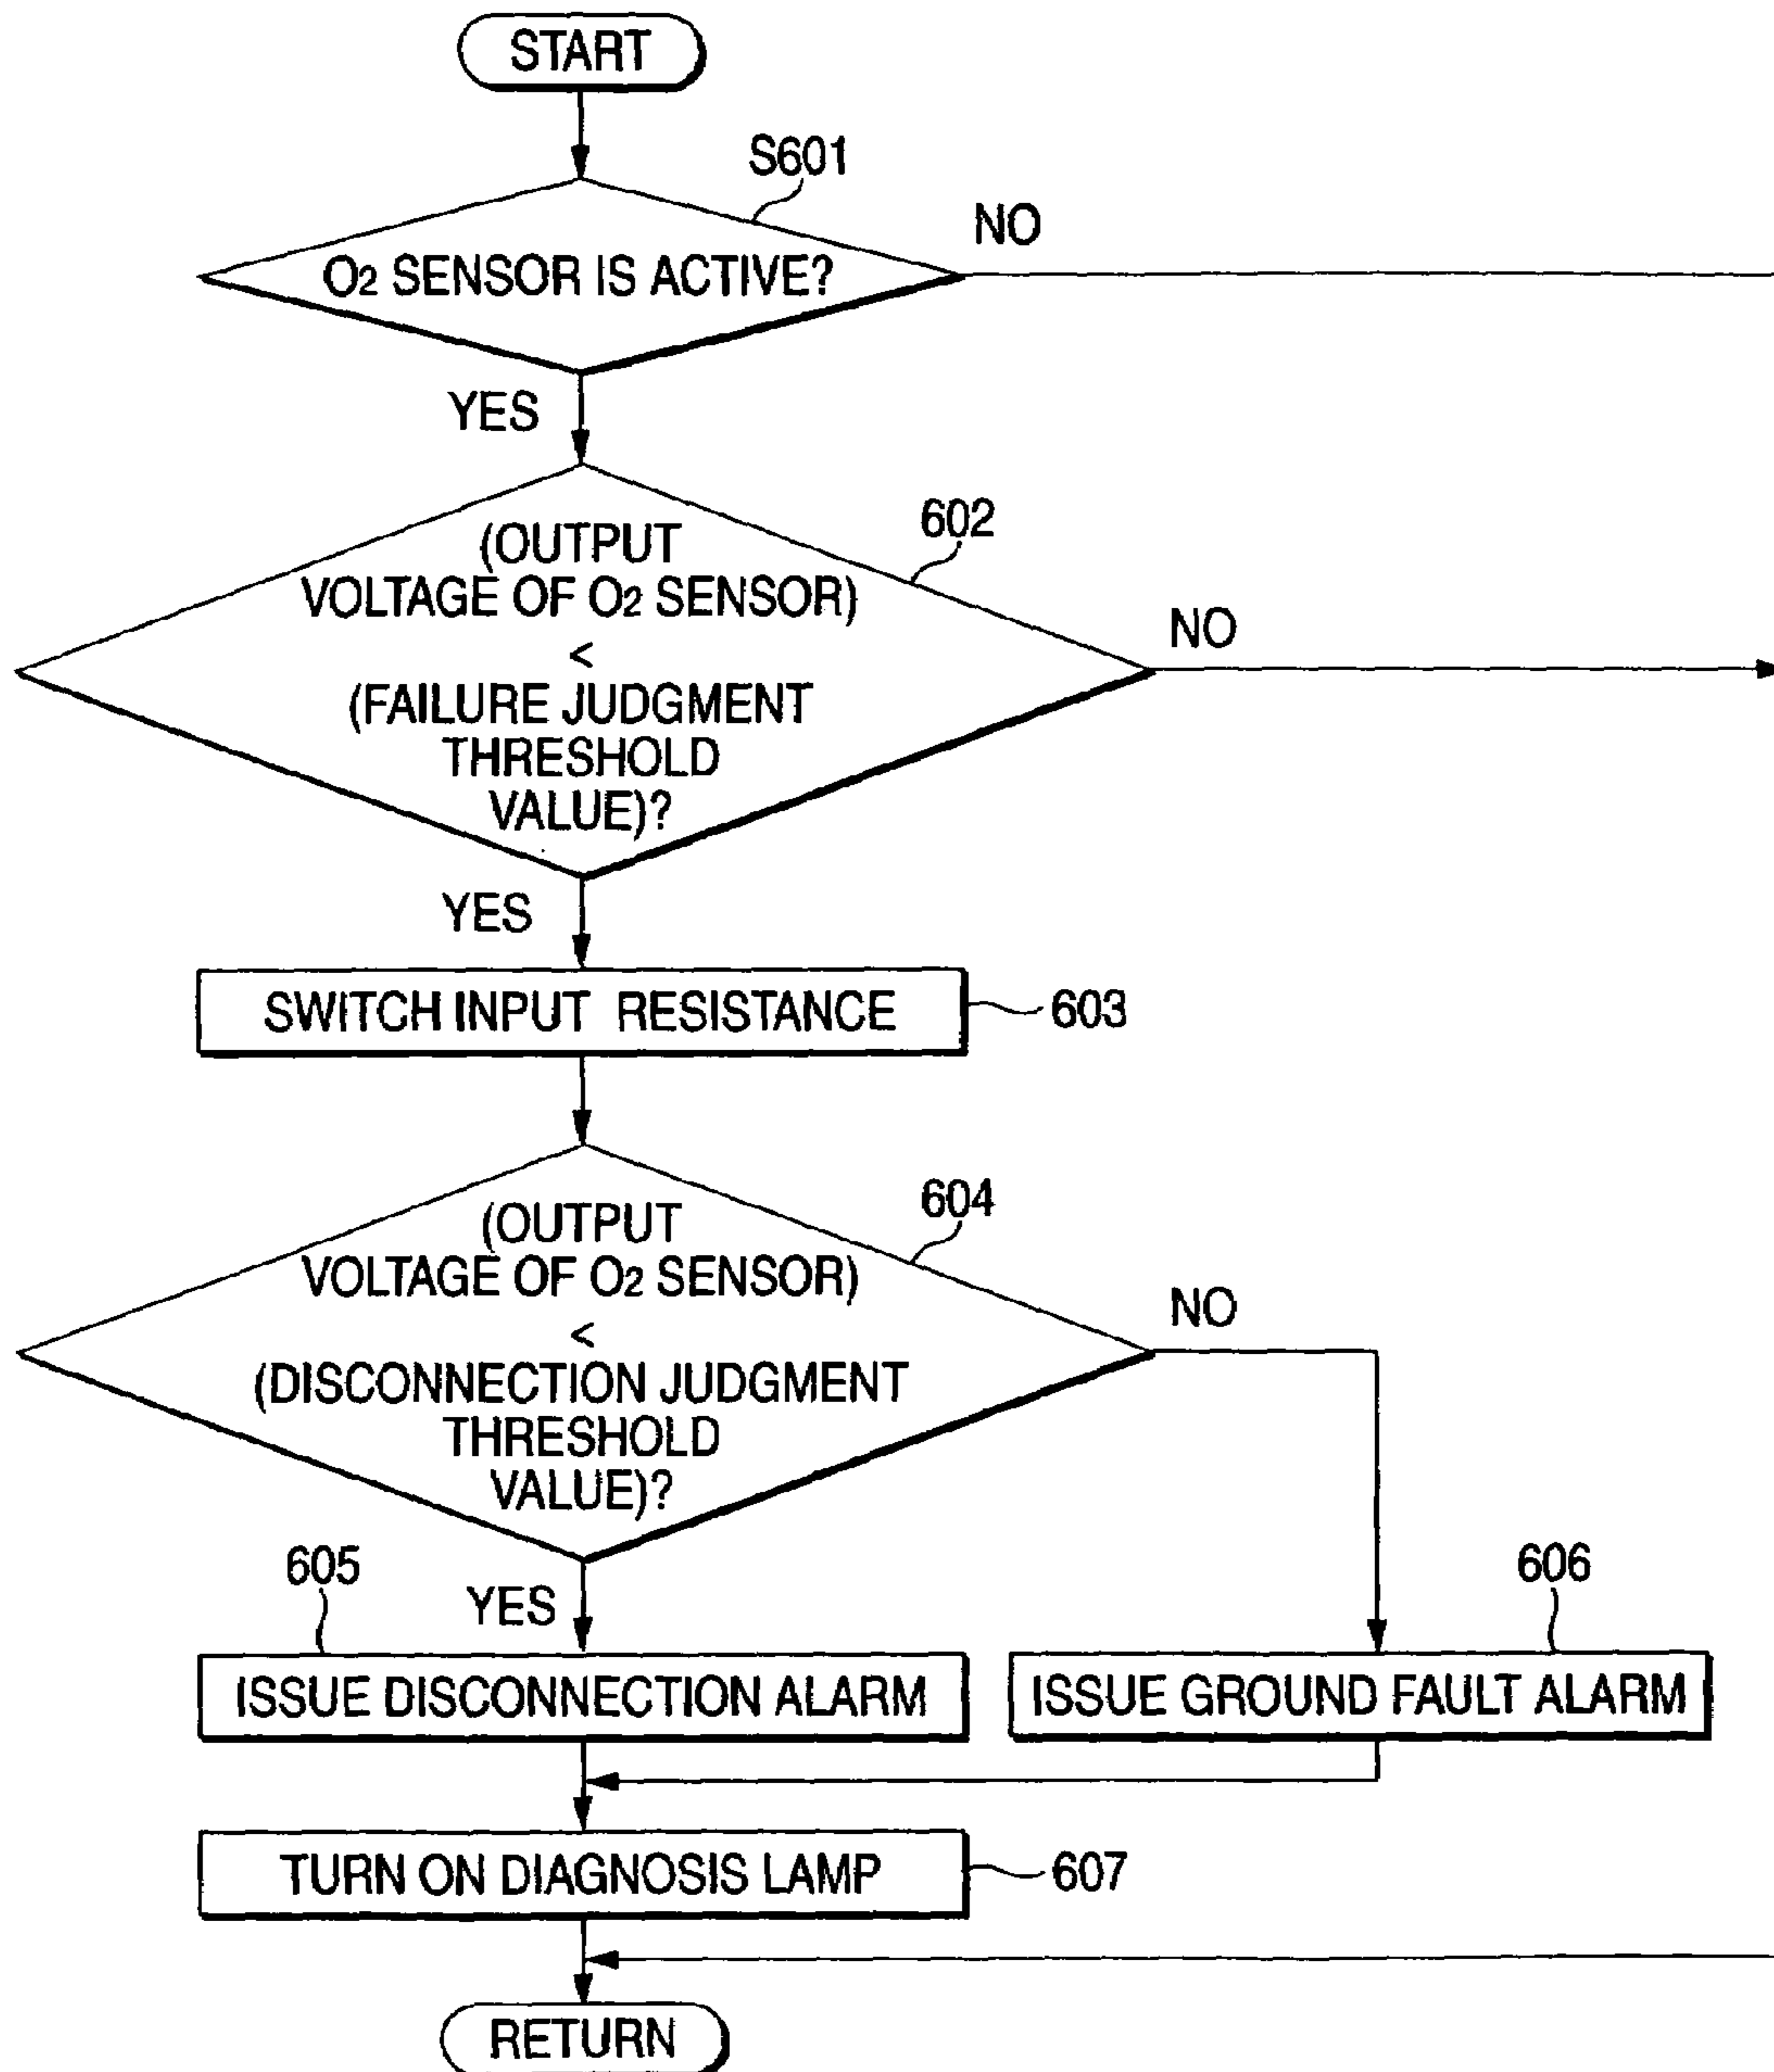 START
S601
NO
O2 SENSOR IS ACTIVE?
YES
602
(OUTPUT
VOLTAGE OF O2 SENSOR)
<
(FAILURE JUDGMENT
THRESHOLD
VALUE)?
NO
YES
SWITCH INPUT RESISTANCE
603
604
(OUTPUT
VOLTAGE OF O2 SENSOR)
<
(DISCONNECTION JUDGMENT
THRESHOLD
VALUE)?
NO
605
YES
606
ISSUE DISCONNECTION ALARM
ISSUE GROUND FAULT ALARM
TURN ON DIAGNOSIS LAMP
607
RETURN